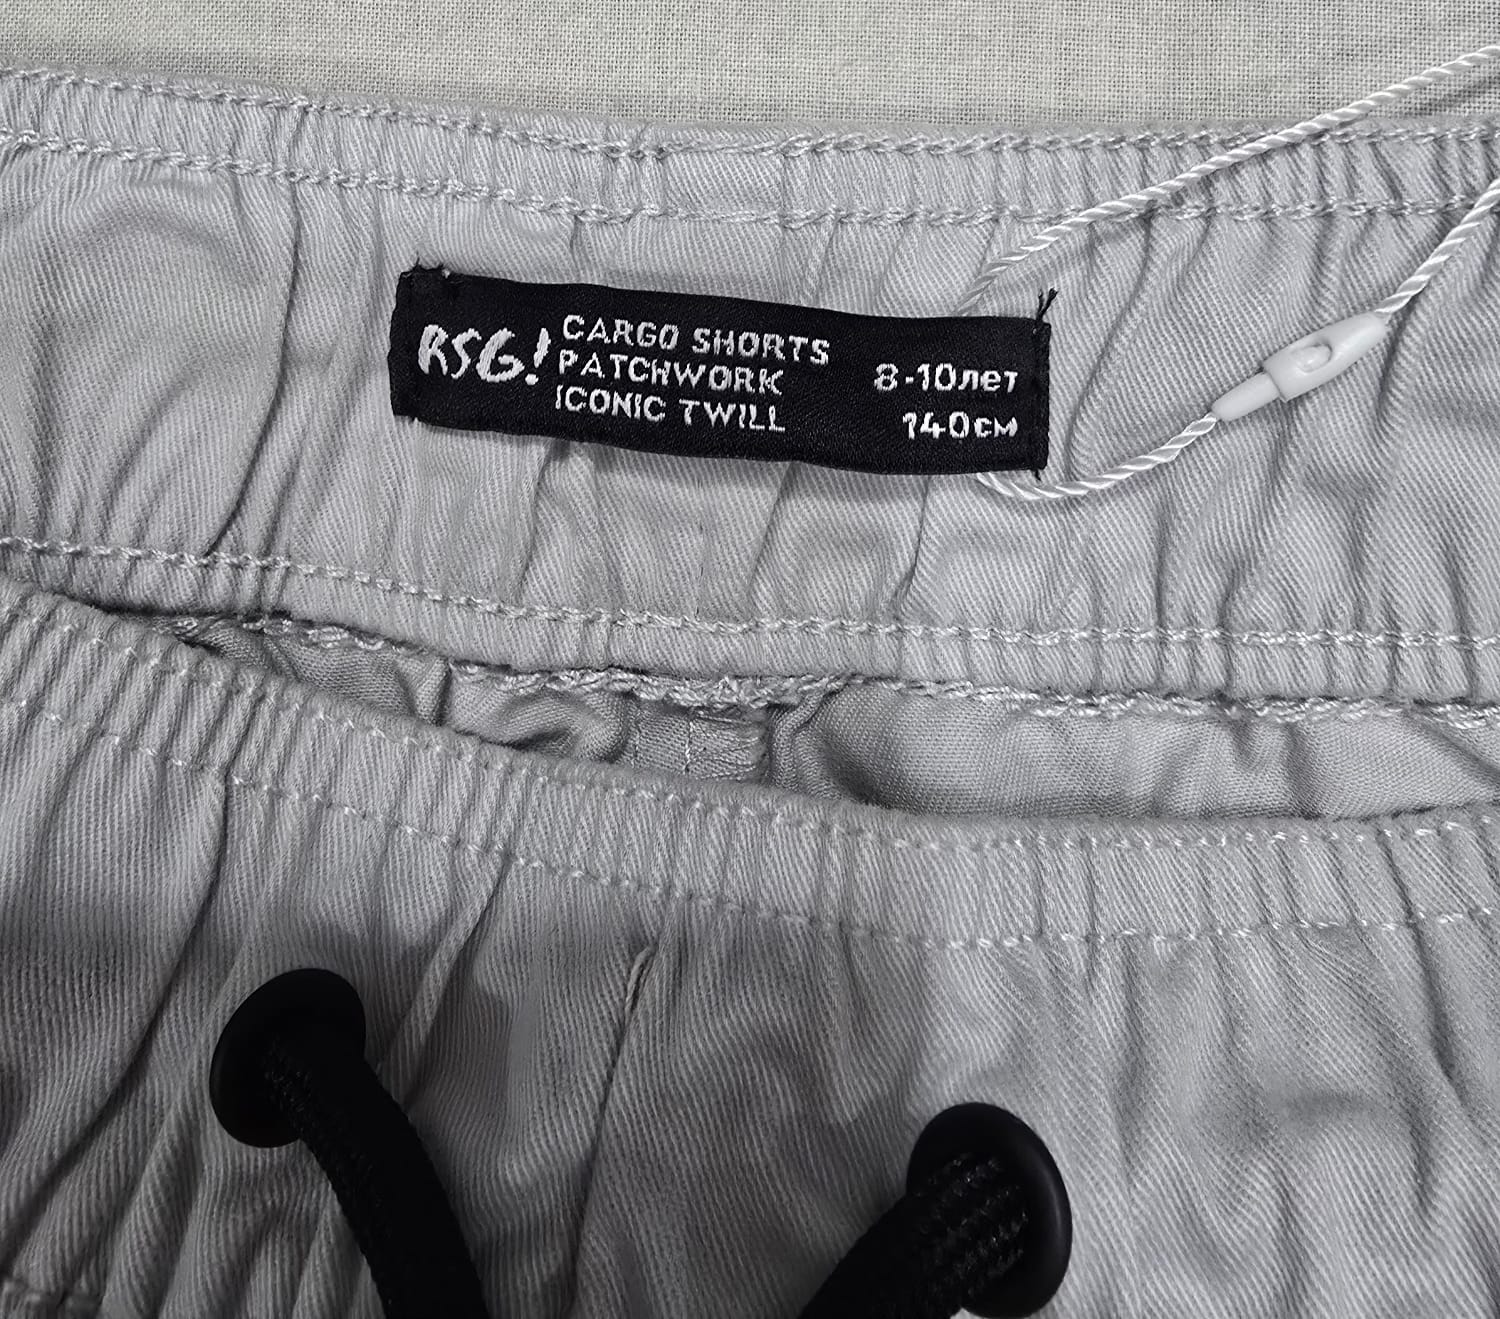 RSG!
CARGO SHORTS
PATCHWORK
ICONIC TWILL
8-10лет
140см